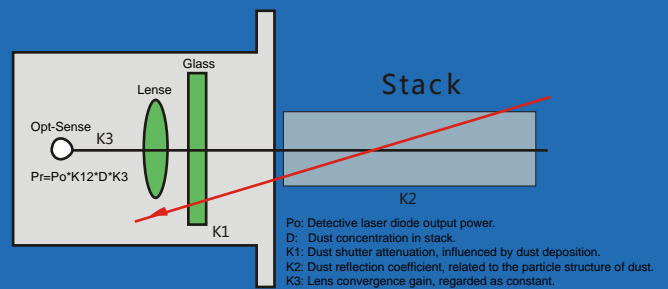 Stack
Glass
Lense
Opt-Sense
K3
Pr=Po*K12*D*K3
K1
K2
Po: Detective laser diode output power.
D: Dust concentration in stack.
K1: Dust shutter attenuation, influenced by dust deposition.
K2: Dust reflection coefficient, related to the particle structure of dust.
K3: Lens convergence gain, regarded as constant.